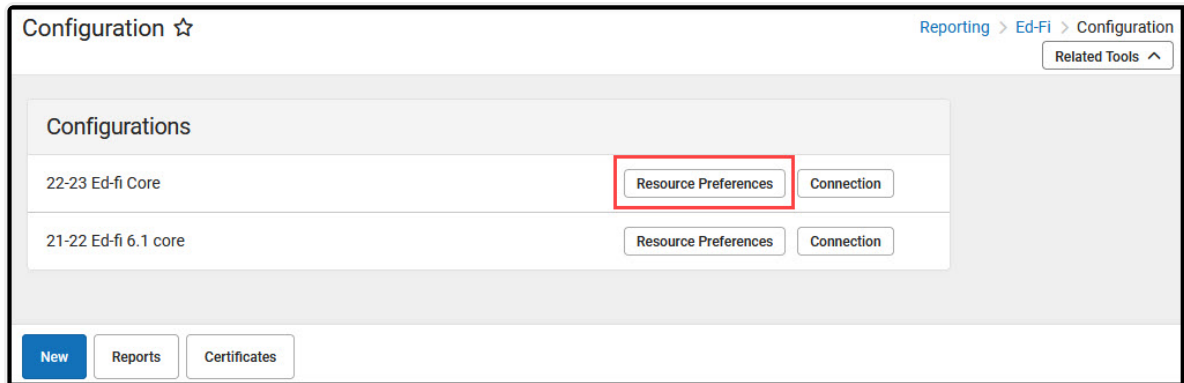 Configuration ☆
Reporting > Ed-Fi > Configuration
Related Tools ^
Configurations
22-23 Ed-fi Core Resource Preferences Connection
21-22 Ed-fi 6.1 core Resource Preferences Connection
New Reports Certificates